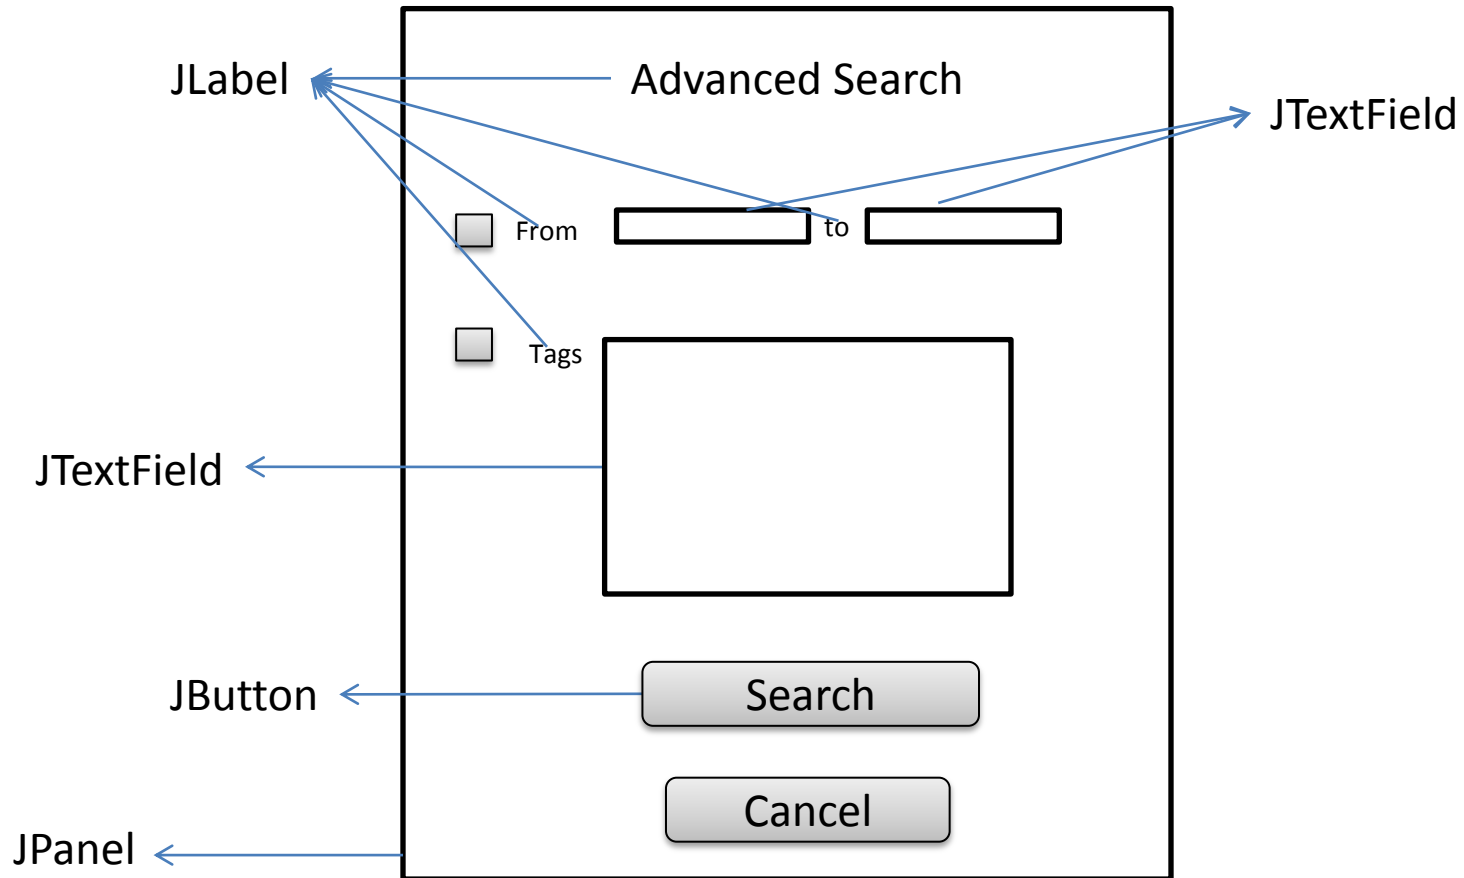 JLabel
Advanced Search
JTextField
From
to
Tags
JTextField
JButton
Search
Cancel
JPanel